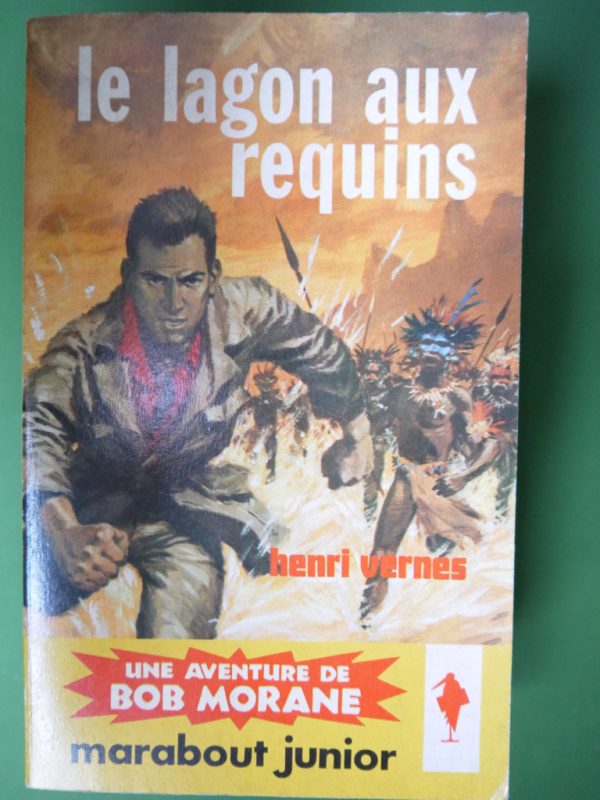 le lagon aux
requins
henri vernes
UNE AVENTURE DE
BOB MORANE
marabout junior